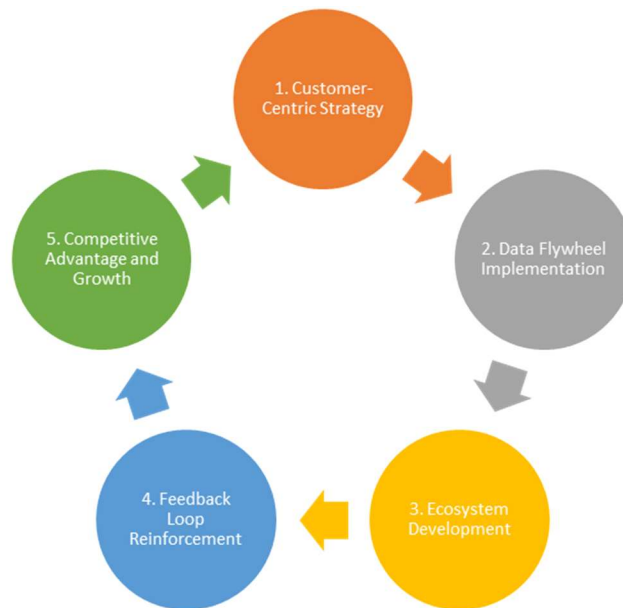 1. Customer-
Centric Strategy
2. Data Flywheel
Implementation
3. Ecosystem
Development
4. Feedback
Loop
Reinforcement
5. Competitive
Advantage and
Growth